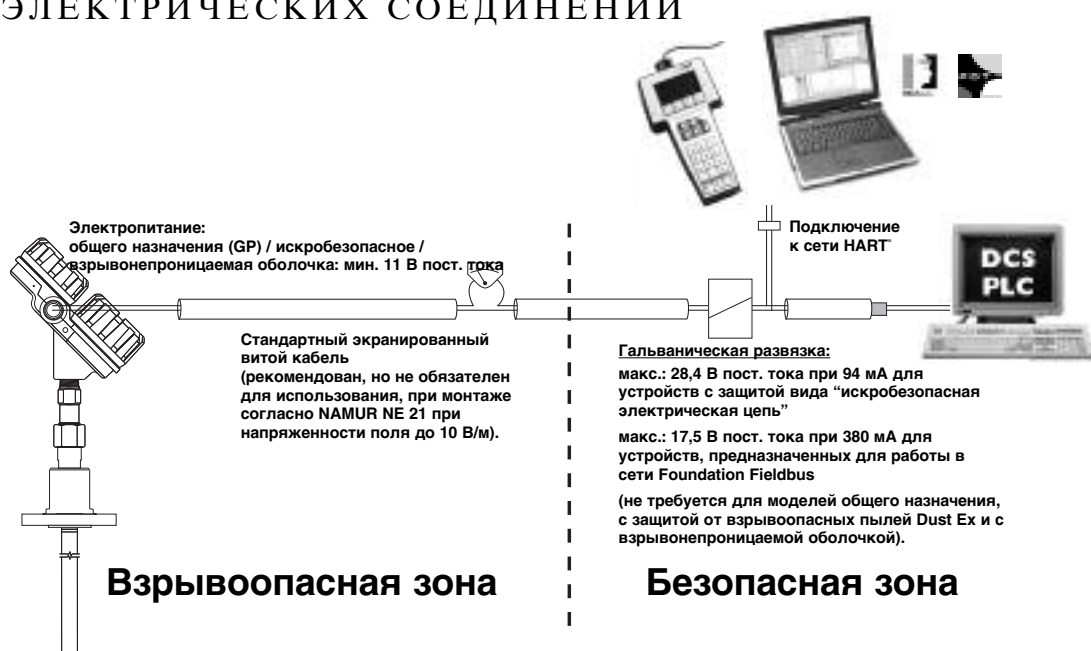 ЭЛЕКТРИЧЕСКИХ СОЕДИНЕНИЙ
Электропитание:
общего назначения (GP) / искробезопасное /
взрывонепроницаемая оболочка: мин. 11 В пост. тока
Подключение
к сети HART
DCS
PLC
Стандартный экранированный
витой кабель
(рекомендован, но не обязателен
для использования, при монтаже
согласно NAMUR NE 21 при
напряженности поля до 10 В/м).
Гальваническая развязка:
макс.: 28,4 В пост. тока при 94 мА для
устройств с защитой вида “искробезопасная
электрическая цепь”
макс.: 17,5 В пост. тока при 380 мА для
устройств, предназначенных для работы в
сети Foundation Fieldbus
(не требуется для моделей общего назначения,
с защитой от взрывоопасных пылей Dust Ex и с
взрывонепроницаемой оболочкой).
Взрывоопасная зона
Безопасная зона